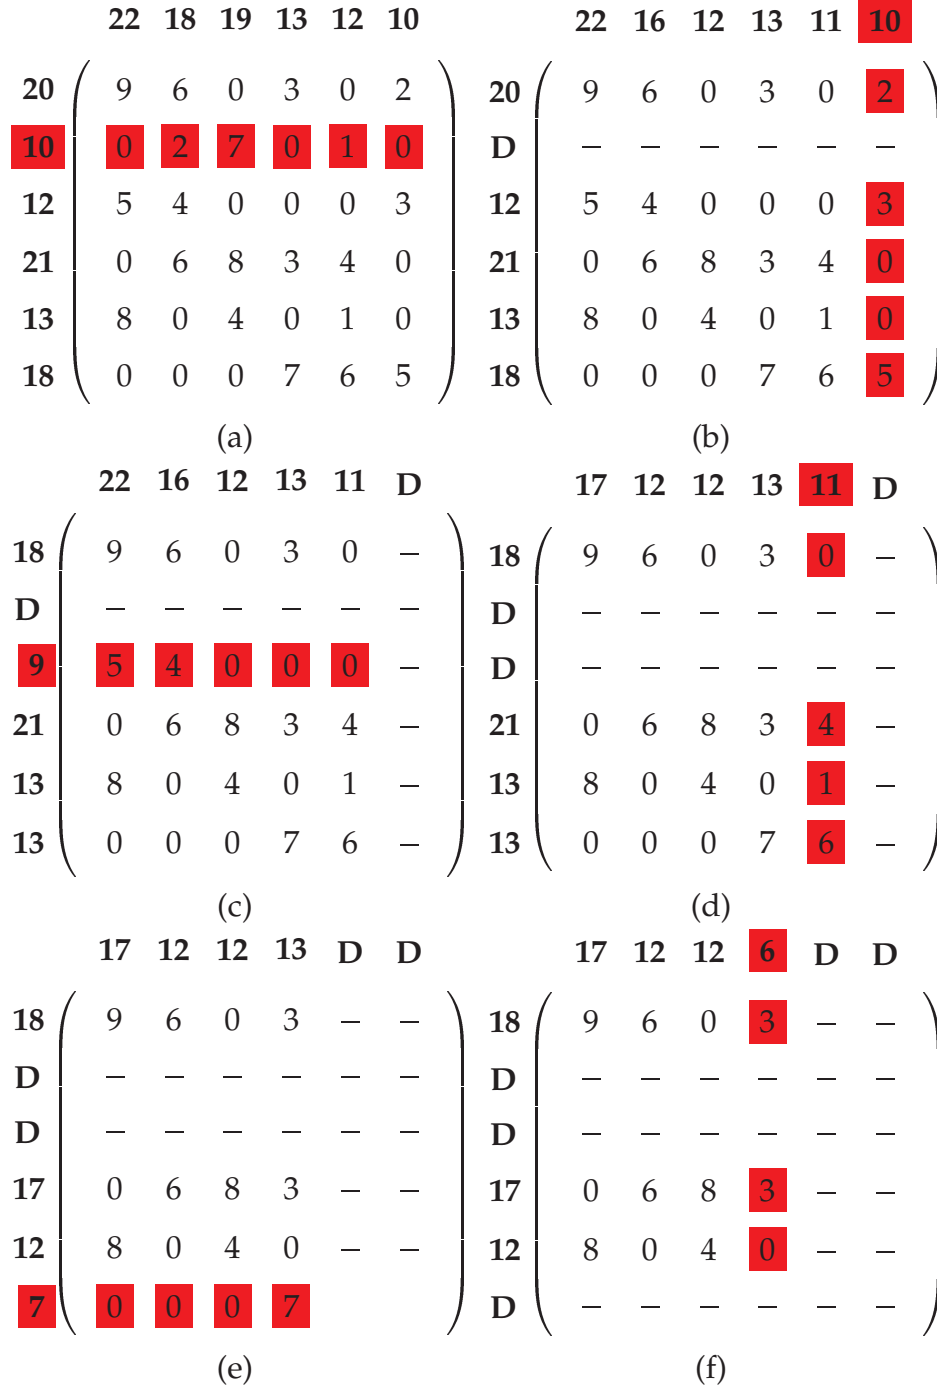 22 18 19 13 12 10
20 9 6 0 3 0 2
10 0 2 7 0 1 0
12 5 4 0 0 0 3
21 0 6 8 3 4 0
13 8 0 4 0 1 0
18 0 0 0 7 6 5
(a)
22 16 12 13 11 10
20 9 6 0 3 0 2
D – – – – – –
12 5 4 0 0 0 3
21 0 6 8 3 4 0
13 8 0 4 0 1 0
18 0 0 0 7 6 5
(b)
22 16 12 13 11 D
18 9 6 0 3 0 –
D – – – – – –
9 5 4 0 0 0 –
21 0 6 8 3 4 –
13 8 0 4 0 1 –
13 0 0 0 7 6 –
(c)
17 12 12 13 11 D
18 9 6 0 3 0 –
D – – – – – –
D – – – – – –
21 0 6 8 3 4 –
13 8 0 4 0 1 –
13 0 0 0 7 6 –
(d)
17 12 12 13 D D
18 9 6 0 3 – –
D – – – – – –
D – – – – – –
17 0 6 8 3 – –
12 8 0 4 0 – –
7 0 0 0 7
(e)
17 12 12 6 D D
18 9 6 0 3 – –
D – – – – – –
D – – – – – –
17 0 6 8 3 – –
12 8 0 4 0 – –
D – – – – – –
(f)